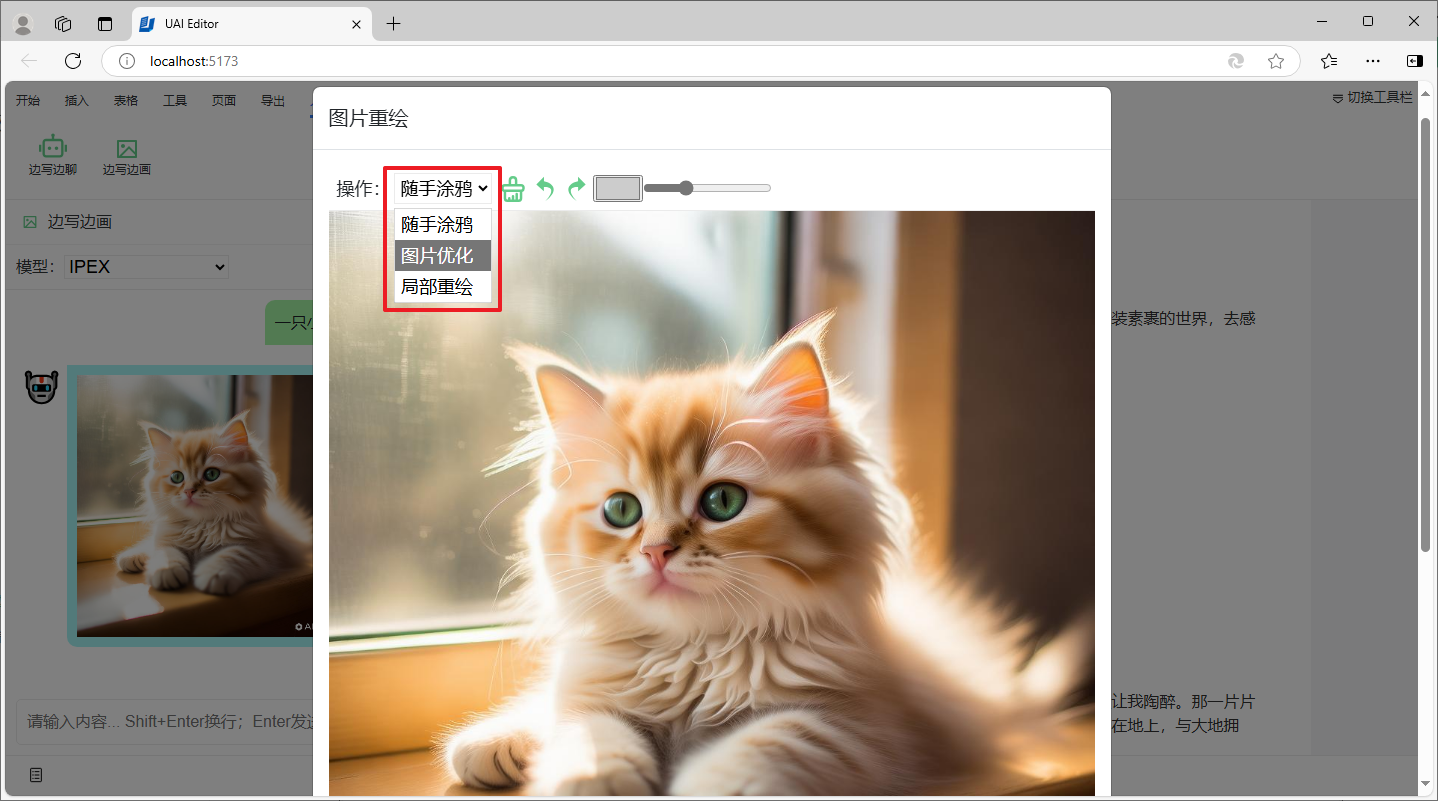 UAI Editor
localhost:5173
开始 插入 表格 工具 页面 导出
切换工具栏
边写边聊 边写边画
边写边画
模型： IPEX
一只小
图片重绘
操作： 随手涂鸦
随手涂鸦
图片优化
局部重绘
装素裹的世界，去感
让我陶醉。那一片片
在地上，与大地拥
请输入内容... Shift+Enter换行；Enter发送